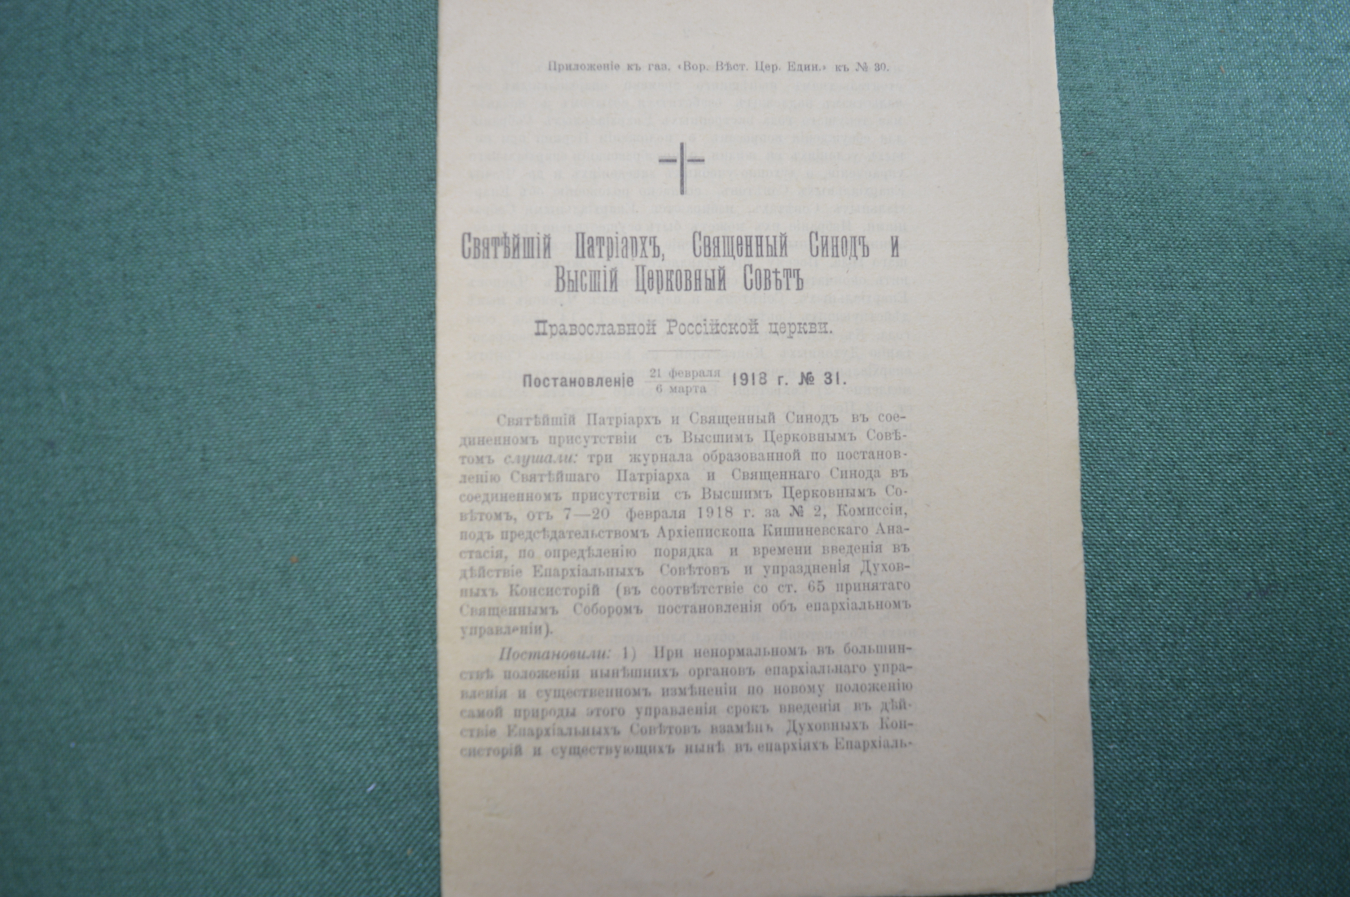 Приложеніе къ газ. «Вор. Вѣст. Цер. Един.» къ № 30.
Святѣйшій Патріархъ, Священный Синодъ и
Высшій Церковный Совѣтъ
Православной Россійской церкви.
Постановленіе 21 февраля
6 марта 1918 г. № 31.
Святѣйшій Патріархъ и Священный Синодъ въ сое-
диненномъ присутствіи съ Высшимъ Церковнымъ Совѣ-
томъ слушали: три журнала образованной по постанов-
ленію Святѣйшаго Патріарха и Священнаго Синода въ
соединенномъ присутствіи съ Высшимъ Церковнымъ Со-
вѣтомъ, отъ 7—20 февраля 1918 г. за № 2, Комиссіи,
подъ предсѣдательствомъ Архіепископа Кишиневскаго Ана-
стасія, по опредѣленію порядка и времени введенія въ
дѣйствіе Епархіальныхъ Совѣтовъ и упраздненія Духов-
ныхъ Консисторій (въ соотвѣтствіе со ст. 65 принятаго
Священнымъ Соборомъ постановленія объ епархіальномъ
управленіи).
Постановили: 1) При ненормальномъ въ большин-
ствѣ положеніи нынѣшнихъ органовъ епархіальнаго упра-
вленія и существенномъ измѣненіи по новому положенію
самой природы этого управленія срокъ введенія въ дѣй-
ствіе Епархіальныхъ Совѣтовъ взамѣнъ Духовныхъ Кон-
систорій и существующихъ нынѣ въ епархіяхъ Епархіаль-